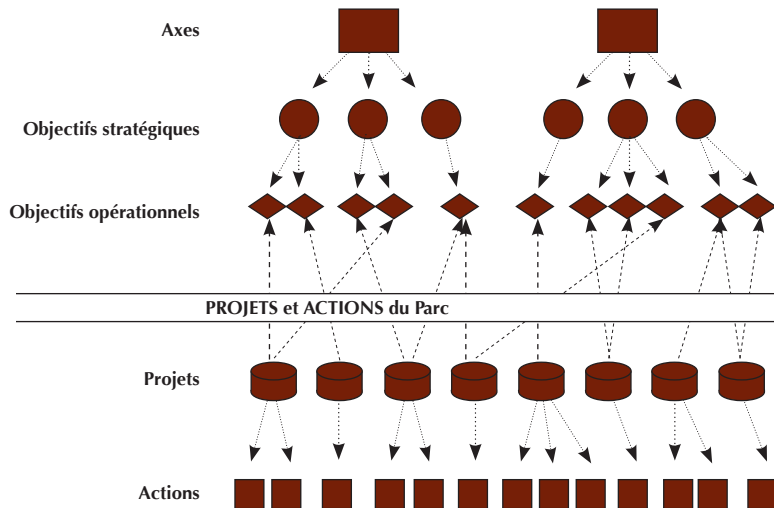 Axes
Objectifs stratégiques
Objectifs opérationnels
PROJETS et ACTIONS du Parc
Projets
Actions